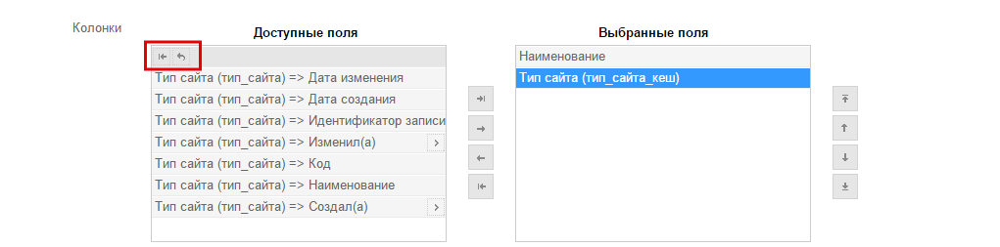 Колонки
Доступные поля
Выбранные поля
Тип сайта (тип_сайта) => Дата изменения
Тип сайта (тип_сайта) => Дата создания
Тип сайта (тип_сайта) => Идентификатор записи
Тип сайта (тип_сайта) => Изменил(а)
Тип сайта (тип_сайта) => Код
Тип сайта (тип_сайта) => Наименование
Тип сайта (тип_сайта) => Создал(а)
Наименование
Тип сайта (тип_сайта_кеш)